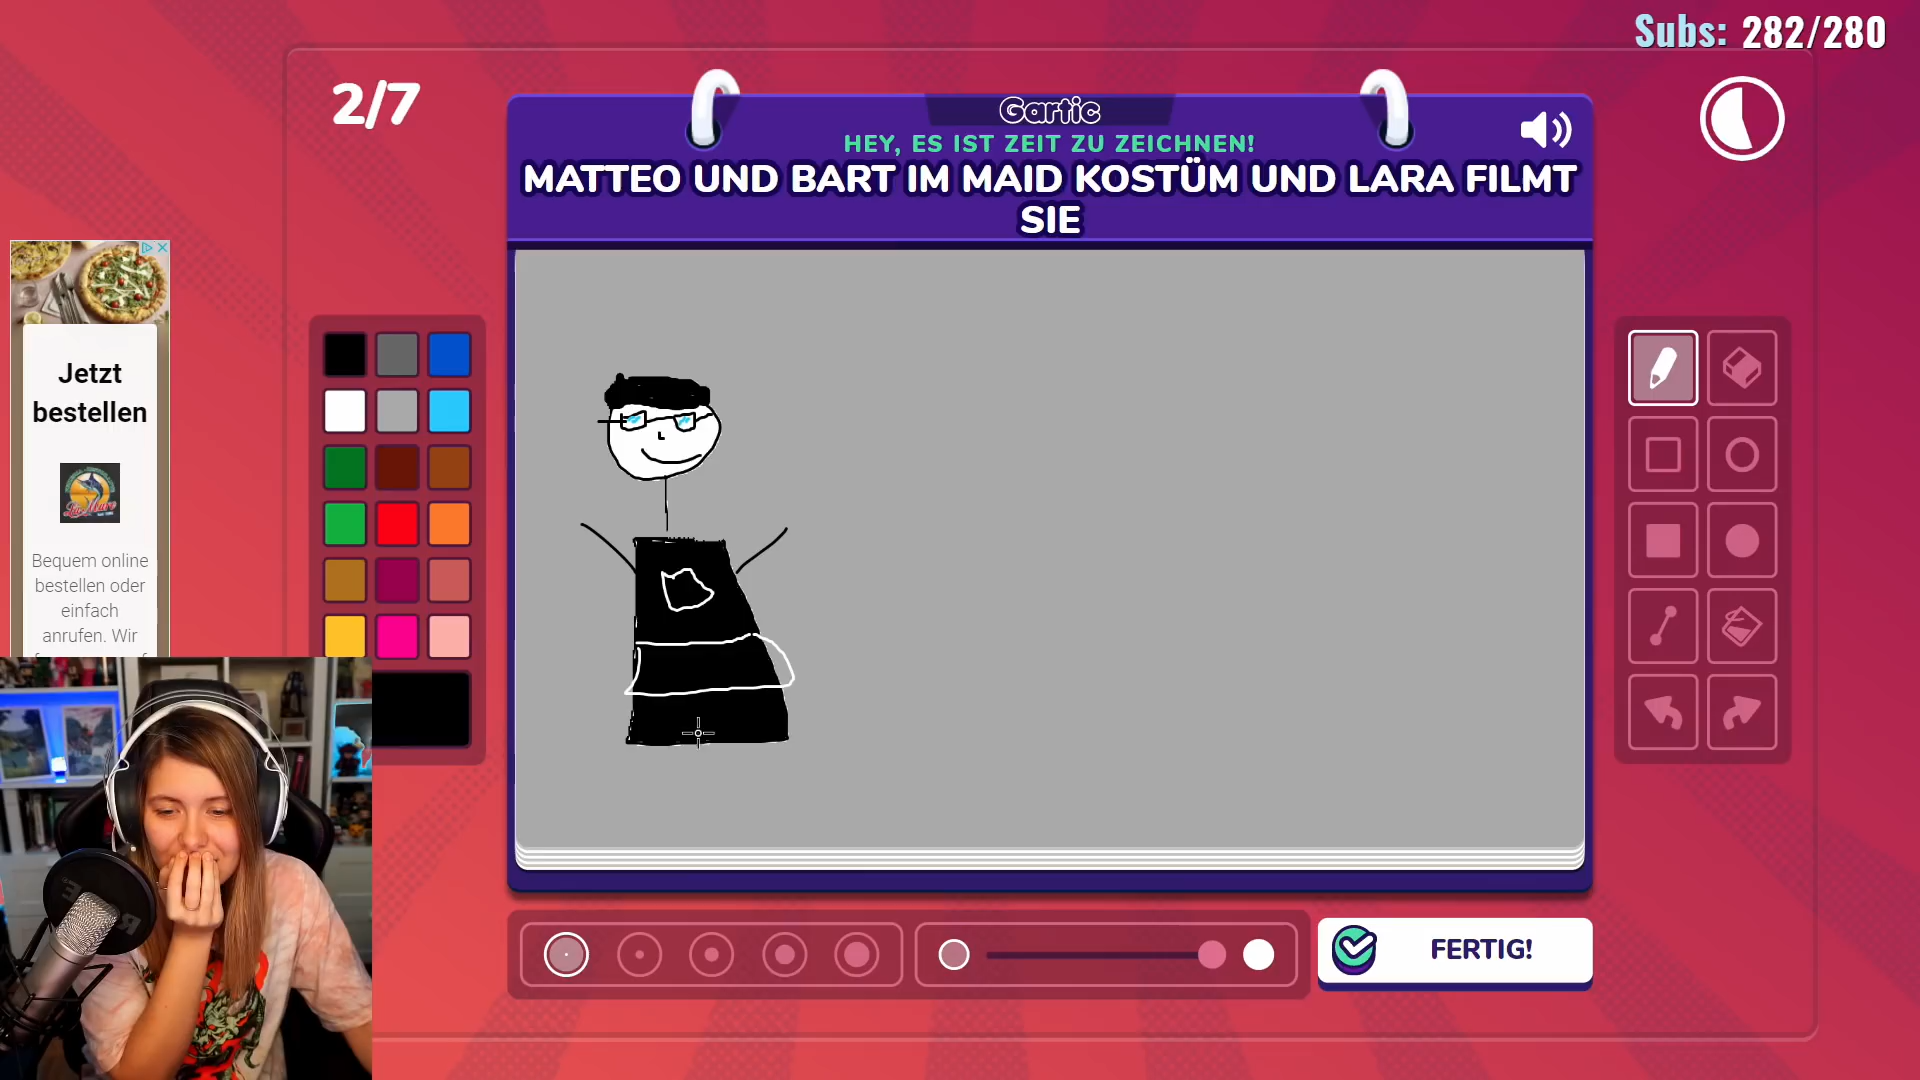 Subs: 282/280
2/7
Gartic
HEY, ES IST ZEIT ZU ZEICHNEN!
MATTEO UND BART IM MAID KOSTÜM UND LARA FILMT
SIE
Jetzt
bestellen
Bequem online
bestellen oder
einfach
anrufen. Wir
FERTIG!